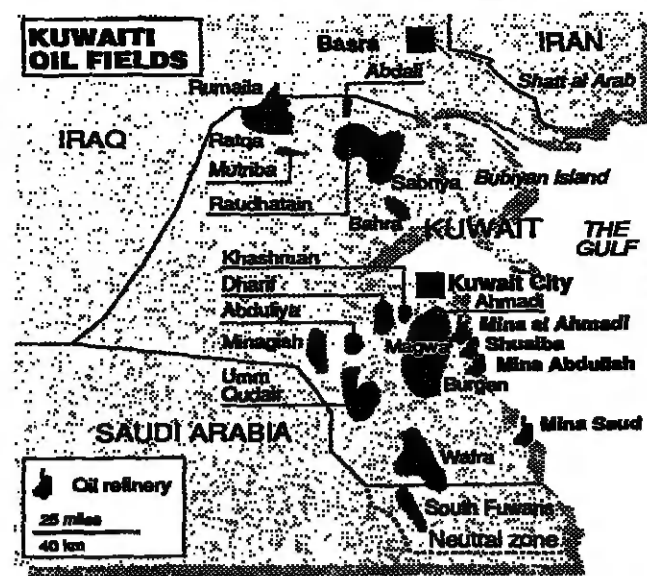 KUWAITI
OIL FIELDS
Basra
IRAN
Abdali
Shatt al Arab
Rumaila
IRAQ
Ratqa
Mutriba
Sabriya
Bubiyan Island
Raudhatain
Bahra
KUWAIT
THE
GULF
Khashman
Kuwait City
Dharif
Ahmadi
Abduliya
Mina al Ahmadi
Minagish
Magwa
Shuaiba
Mina Abdullah
Umm
Gudair
Burgan
SAUDI ARABIA
Mina Saud
Wafra
Oil refinery
South Fuwaris
25 miles
Neutral zone
40 km